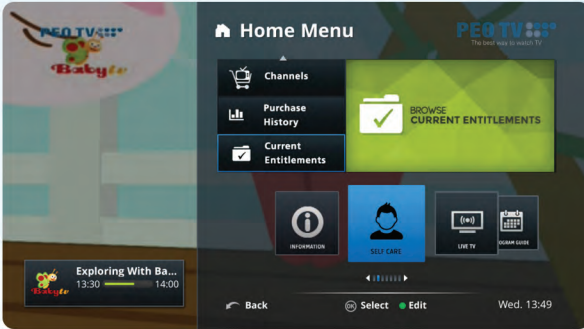 PEO TV
Babytv
Home Menu
PEO TV
The best way to watch TV
Channels
Purchase
History
Current
Entitlements
BROWSE
CURRENT ENTITLEMENTS
INFORMATION
SELF CARE
LIVE TV
OGRAM GUIDE
Babytv
Exploring With Ba...
13:30
14:00
Back
OK Select
Edit
Wed. 13:49